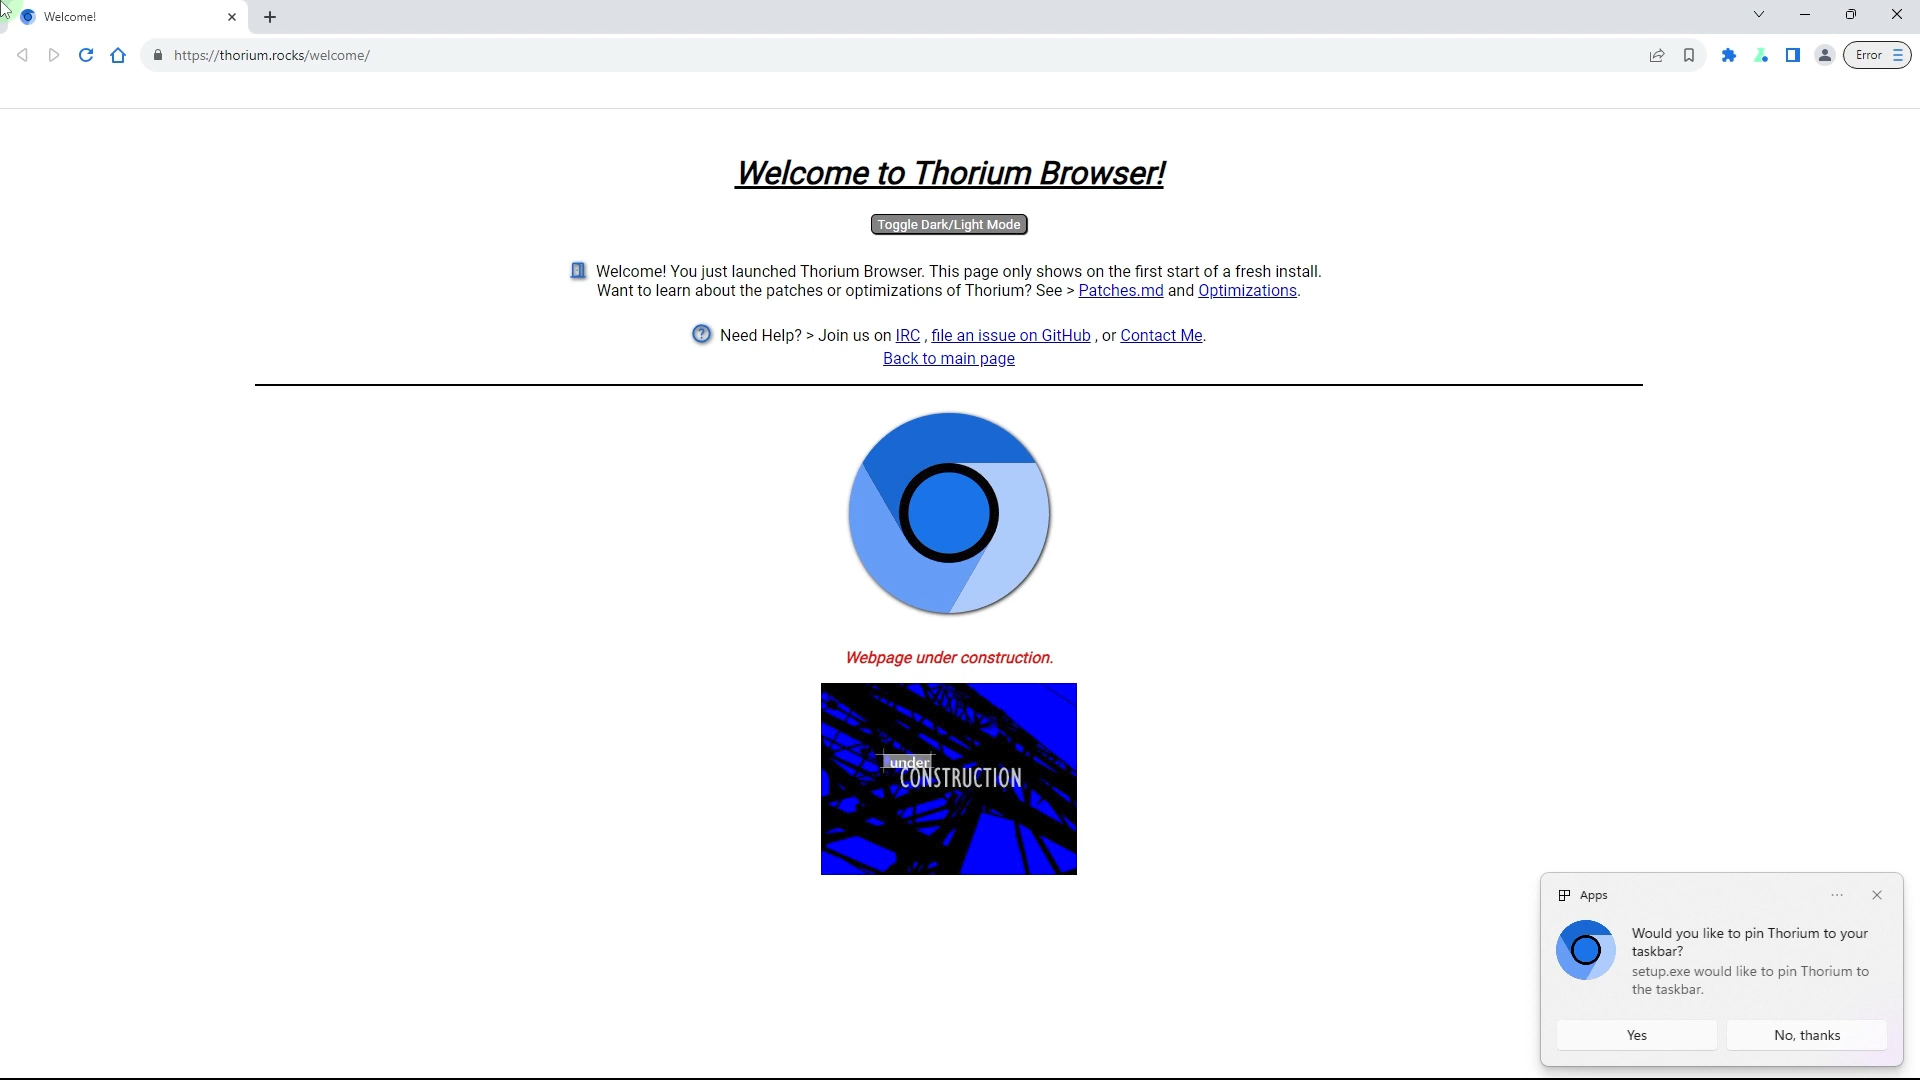 Welcome!
https://thorium.rocks/welcome/
Error
Welcome to Thorium Browser!
Toggle Dark/Light Mode
Welcome! You just launched Thorium Browser. This page only shows on the first start of a fresh install.
Want to learn about the patches or optimizations of Thorium? See > Patches.md and Optimizations.
Need Help? > Join us on IRC , file an issue on GitHub , or Contact Me.
Back to main page
Webpage under construction.
under
CONSTRUCTION
Apps
Would you like to pin Thorium to your
taskbar?
setup.exe would like to pin Thorium to
the taskbar.
Yes
No, thanks